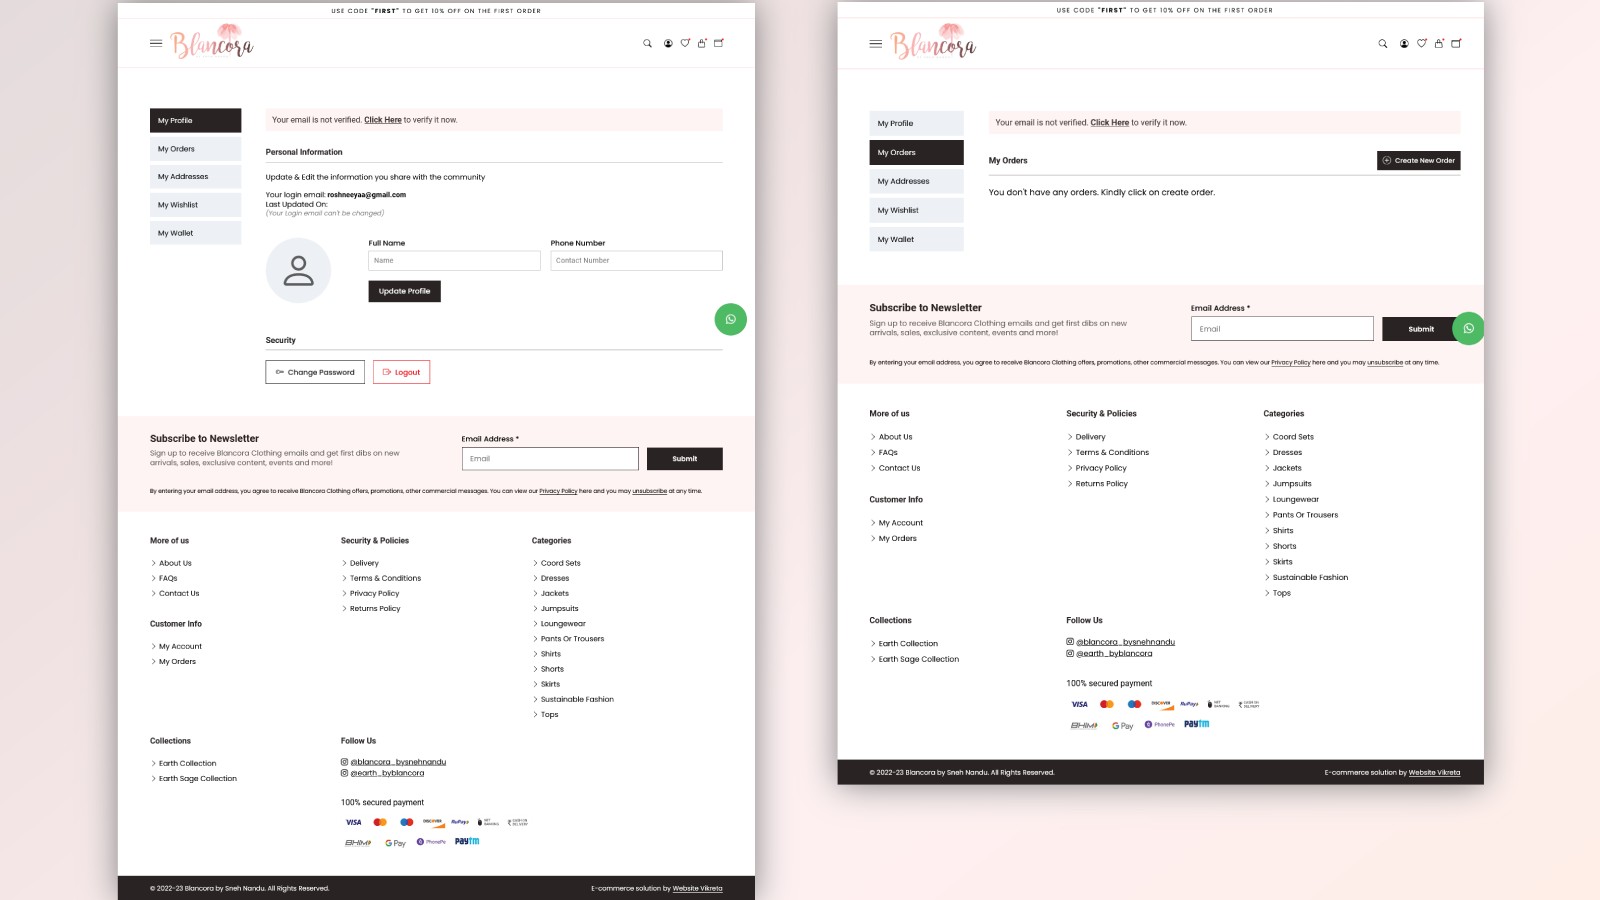 USE CODE "FIRST" TO GET 10% OFF ON THE FIRST ORDER
Blancora
My Profile
My Orders
My Addresses
My Wishlist
My Wallet
Your email is not verified. Click Here to verify it now.
Personal Information
Update & Edit the information you share with the community
Your login email: roshneeyaa@gmail.com
Last Updated On:
(Your Login email can't be changed)
Full Name
Phone Number
Name
Contact Number
Update Profile
Security
Change Password
Logout
Subscribe to Newsletter
Sign up to receive Blancora Clothing emails and get first dibs on new
arrivals, sales, exclusive content, events and more!
Email Address *
Email
Submit
By entering your email address, you agree to receive Blancora Clothing offers, promotions, other commercial messages. You can view our Privacy Policy here and you may unsubscribe at any time.
More of us
About Us
FAQs
Contact Us
Customer Info
My Account
My Orders
Security & Policies
Delivery
Terms & Conditions
Privacy Policy
Returns Policy
Categories
Coord Sets
Dresses
Jackets
Jumpsuits
Loungewear
Pants Or Trousers
Shirts
Shorts
Skirts
Sustainable Fashion
Tops
Collections
Earth Collection
Earth Sage Collection
Follow Us
@blancora_bysnehnandu
@earth_byblancora
100% secured payment
VISA
DISCOVER
RuPay
NET BANKING
CASH ON DELIVERY
BHIM
G Pay
PhonePe
paytm
© 2022-23 Blancora by Sneh Nandu. All Rights Reserved.
E-commerce solution by Website Vikreta
USE CODE "FIRST" TO GET 10% OFF ON THE FIRST ORDER
Blancora
My Profile
My Orders
My Addresses
My Wishlist
My Wallet
Your email is not verified. Click Here to verify it now.
My Orders
Create New Order
You don't have any orders. Kindly click on create order.
Subscribe to Newsletter
Sign up to receive Blancora Clothing emails and get first dibs on new
arrivals, sales, exclusive content, events and more!
Email Address *
Email
Submit
By entering your email address, you agree to receive Blancora Clothing offers, promotions, other commercial messages. You can view our Privacy Policy here and you may unsubscribe at any time.
More of us
About Us
FAQs
Contact Us
Customer Info
My Account
My Orders
Security & Policies
Delivery
Terms & Conditions
Privacy Policy
Returns Policy
Categories
Coord Sets
Dresses
Jackets
Jumpsuits
Loungewear
Pants Or Trousers
Shirts
Shorts
Skirts
Sustainable Fashion
Tops
Collections
Earth Collection
Earth Sage Collection
Follow Us
@blancora_bysnehnandu
@earth_byblancora
100% secured payment
VISA
DISCOVER
RuPay
NET BANKING
CASH ON DELIVERY
BHIM
G Pay
PhonePe
paytm
© 2022-23 Blancora by Sneh Nandu. All Rights Reserved.
E-commerce solution by Website Vikreta